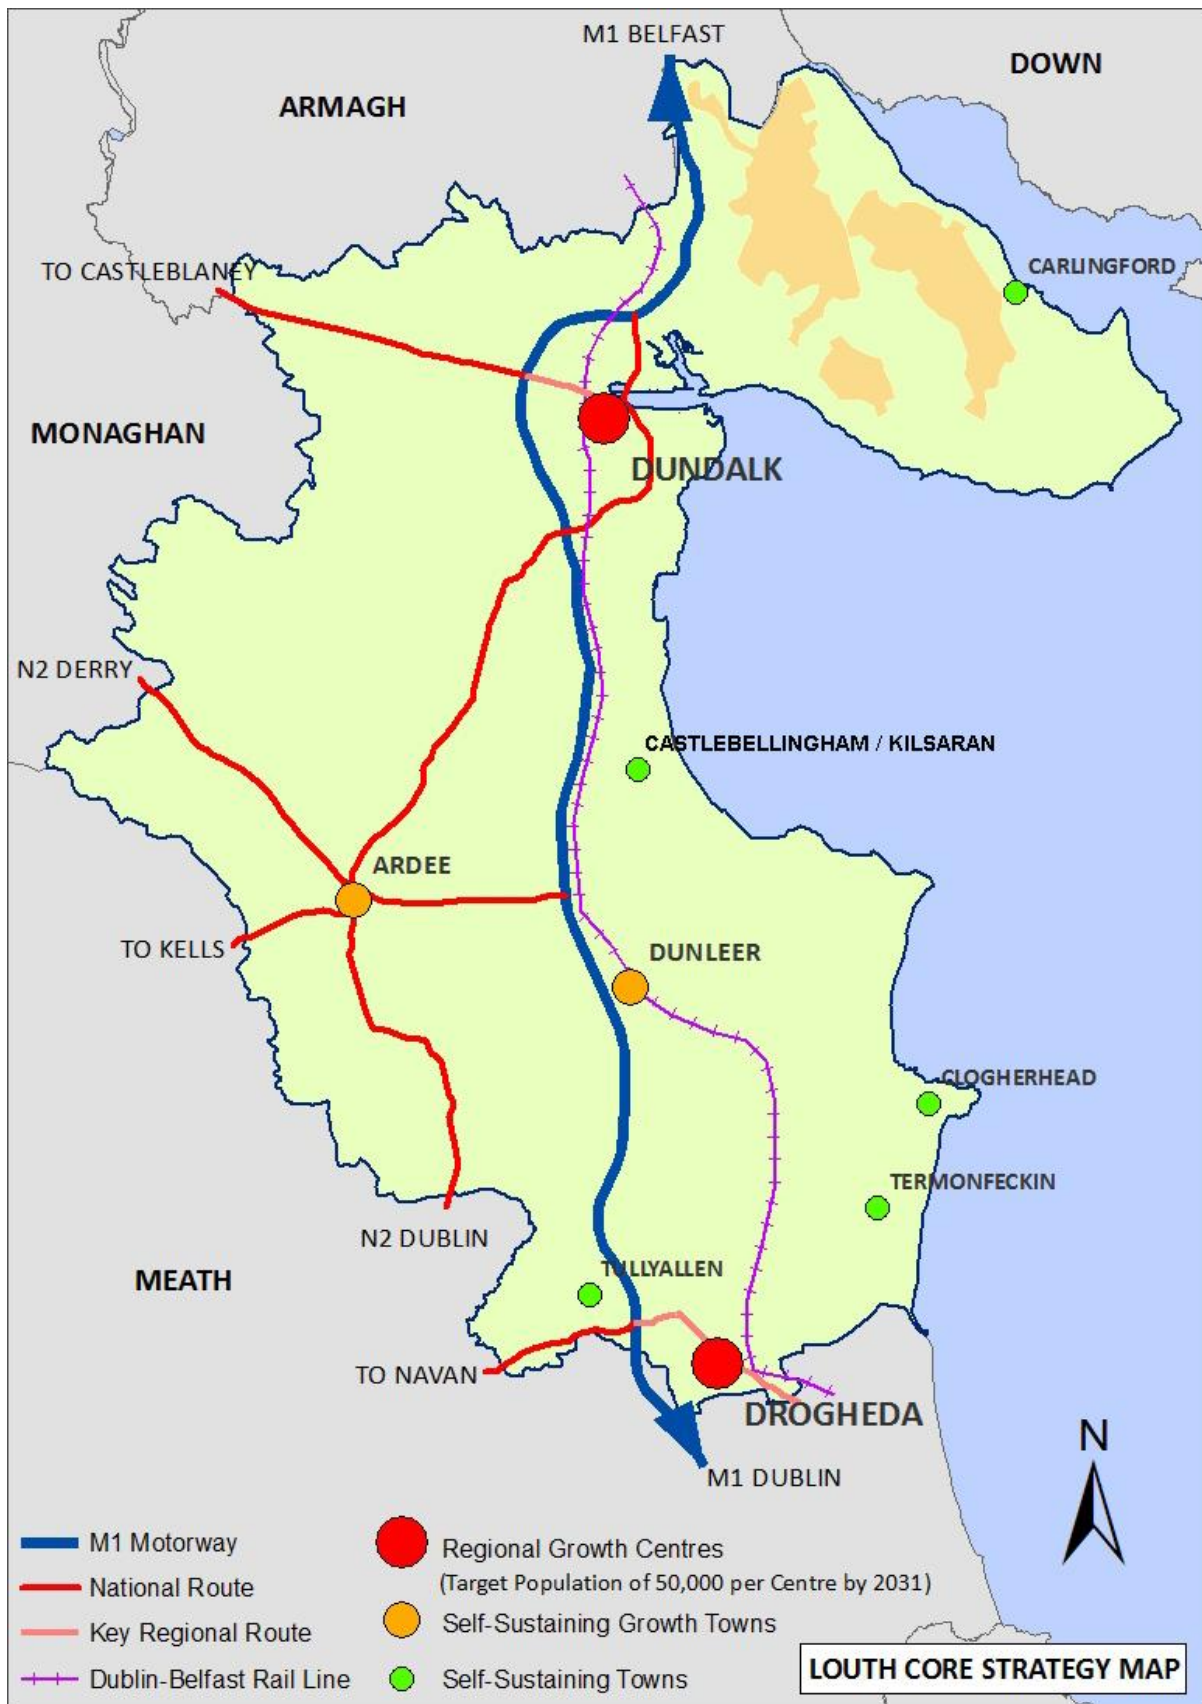 M1 BELFAST
DOWN
ARMAGH
TO CASTLEBLANEY
CARLINGFORD
MONAGHAN
DUNDALK
N2 DERRY
CASTLEBELLINGHAM / KILSARAN
ARDEE
TO KELLS
DUNLEER
CLOGHERHEAD
TERMONFECKIN
N2 DUBLIN
TULLYALLEN
MEATH
TO NAVAN
DROGHEDA
M1 DUBLIN
N
M1 Motorway
National Route
Key Regional Route
Dublin-Belfast Rail Line
Regional Growth Centres
(Target Population of 50,000 per Centre by 2031)
Self-Sustaining Growth Towns
Self-Sustaining Towns
LOUTH CORE STRATEGY MAP